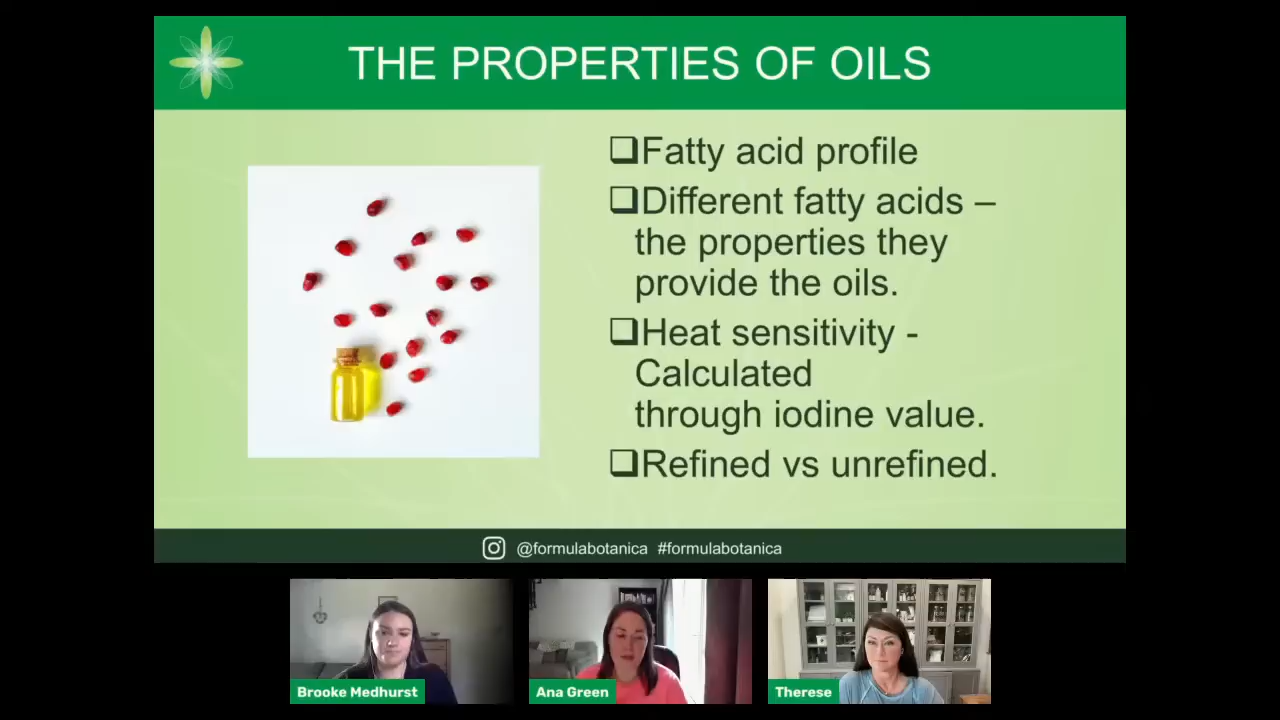 THE PROPERTIES OF OILS
❑Fatty acid profile
❑Different fatty acids –
the properties they
provide the oils.
❑Heat sensitivity -
Calculated
through iodine value.
❑Refined vs unrefined.
@formulabotanica #formulabotanica
Brooke Medhurst
Ana Green
Therese